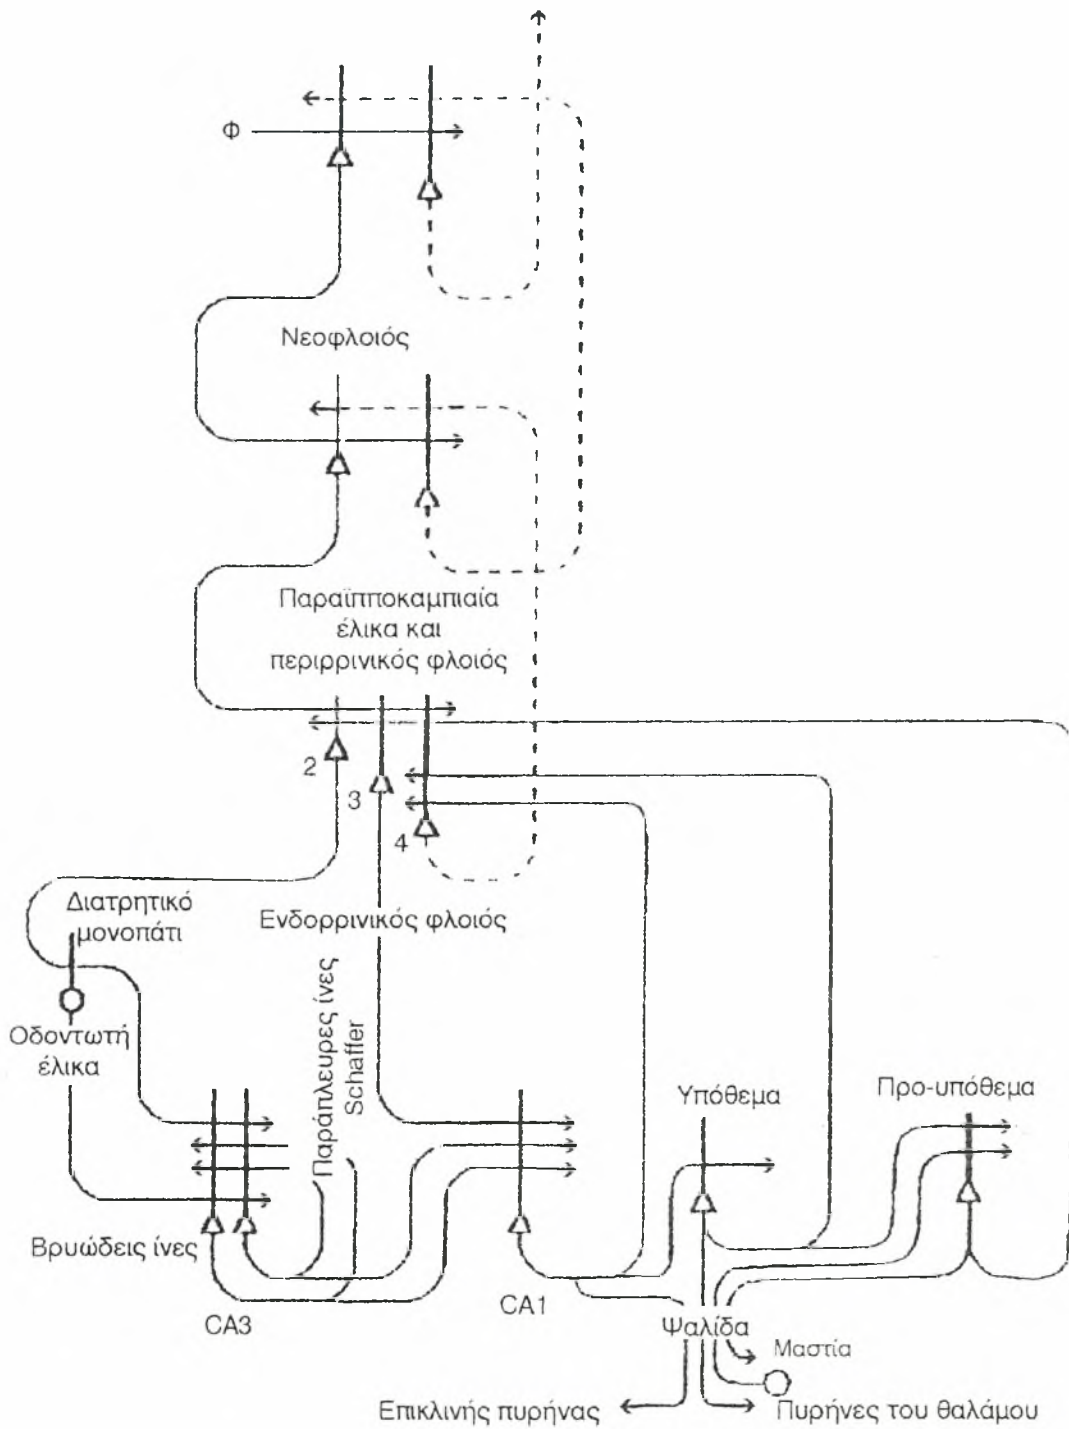 Φ
Νεοφλοιός
Παραϊπποκαμπιαία
έλικα και
περιρρινικός φλοιός
2
3
4
Διατρητικό
μονοπάτι
Ενδορρινικός φλοιός
Οδοντωτή
έλικα
Παράπλευρες ίνες
Schaffer
Υπόθεμα
Προ-υπόθεμα
Βρυώδεις ίνες
CA3
CA1
Ψαλίδα
Μαστία
Επικλινής πυρήνας
Πυρήνες του θαλάμου